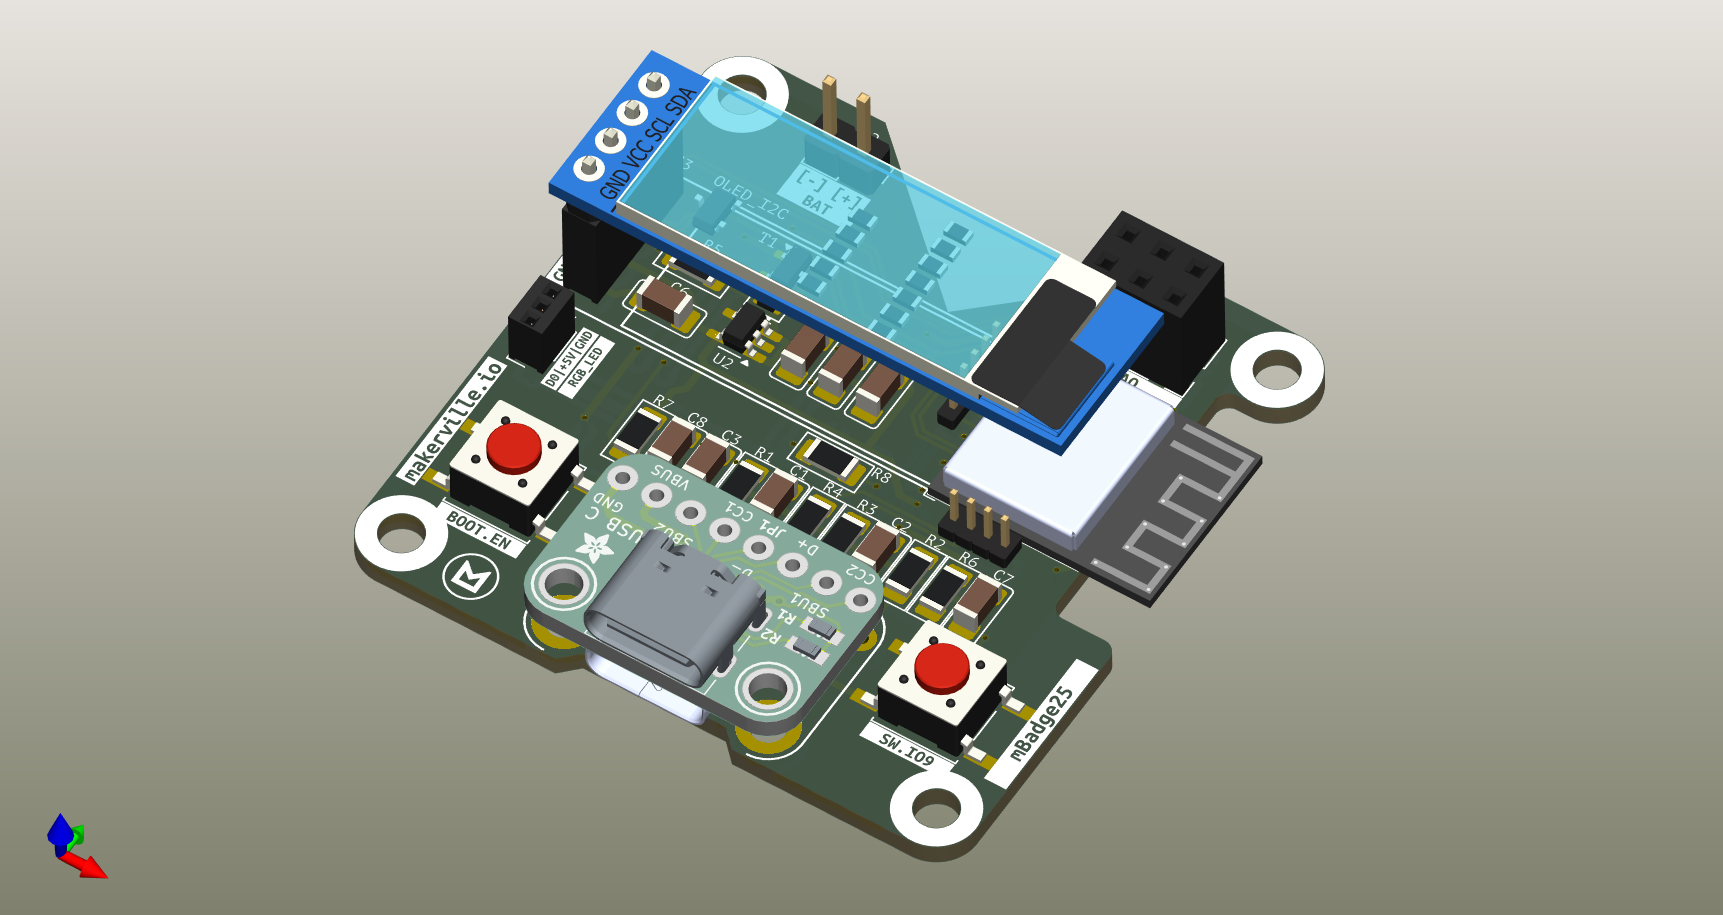 GND VCC SCL SDA
OLED_I2C
[-] [+]
BAT
T1
R5
C6
U2
D0|+5V|GND
RGB_LED
makerville.io
BOOT.EN
R7
C8
C3
R1
C1
R4
R3
C2
R2
R6
C7
R8
VBUS
GND
USB C
SBU2
CC1
JP1
D+
D-
CC2
SBU1
R1
R2
SW.IO9
mBadge25